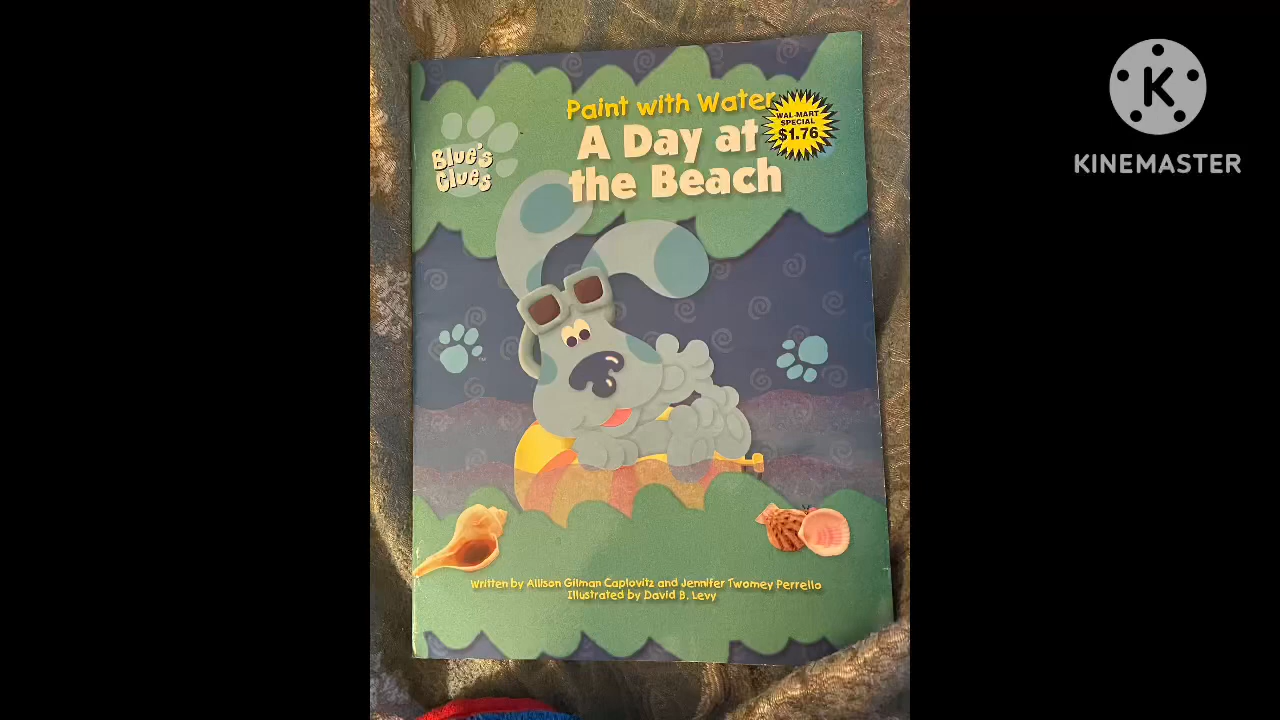 Paint with Water
A Day at
the Beach
WAL-MART
SPECIAL
$1.76
Blue's
Clues
TM
Written by Allison Gilman Caplovitz and Jennifer Twomey Perrello
Illustrated by David B. Levy
K
KINEMASTER